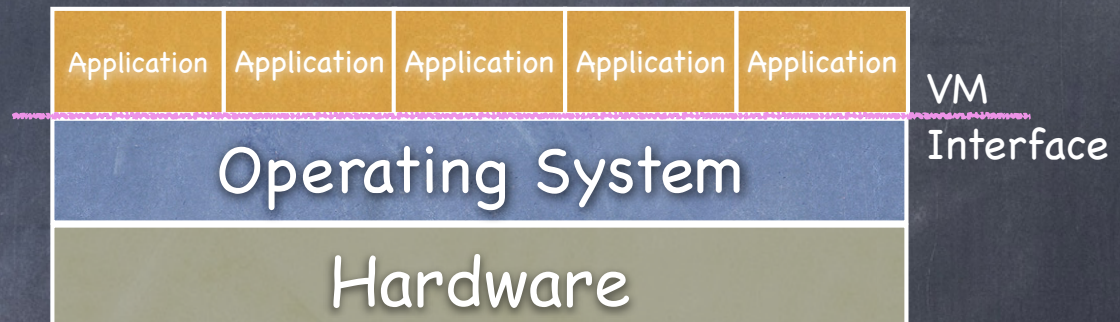 Application Application Application Application Application
VM
Interface
Operating System
Hardware